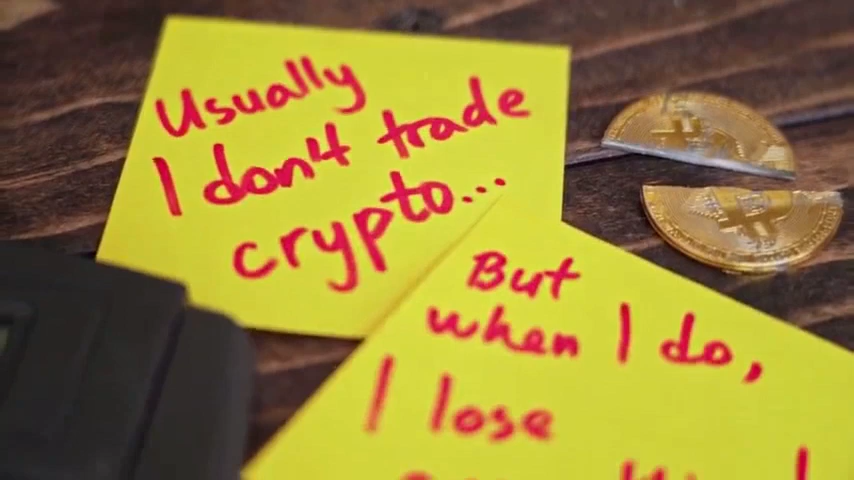 Usually
I don't trade
crypto...
But
when I do,
I lose